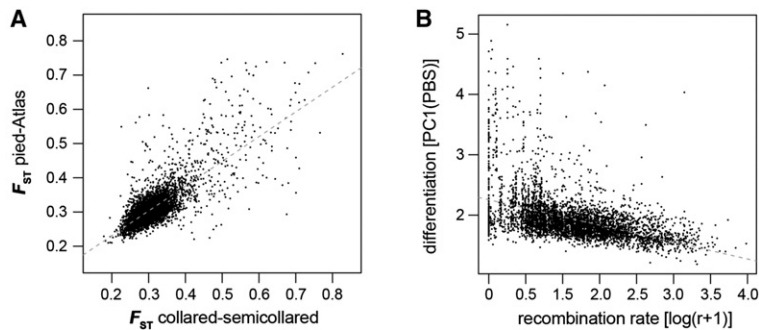 A
F_ST pied-Atlas
0.8
0.7
0.6
0.5
0.4
0.3
0.2
0.2 0.3 0.4 0.5 0.6 0.7 0.8
F_ST collared-semicollared
B
differentiation [PC1(PBS)]
5
4
3
2
0 0.5 1.0 1.5 2.0 2.5 3.0 3.5 4.0
recombination rate [log(r+1)]